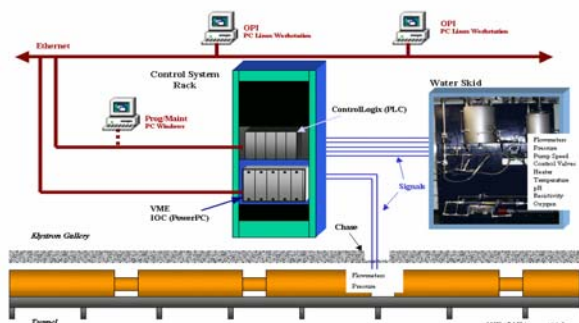 OPI
PC Linux Workstation
OPI
PC Linux Workstation
Ethernet
Control System
Rack
Water Skid
ControlLogix (PLC)
Prog/Maint
PC Windows
Flowmeters
Pressure
Pump Speed
Control Valves
Heater
Temperature
pH
Resistivity
Oxygen
Signals
VME
IOC (PowerPC)
Chase
Klystron Gallery
Flowmeters
Pressure
Tunnel